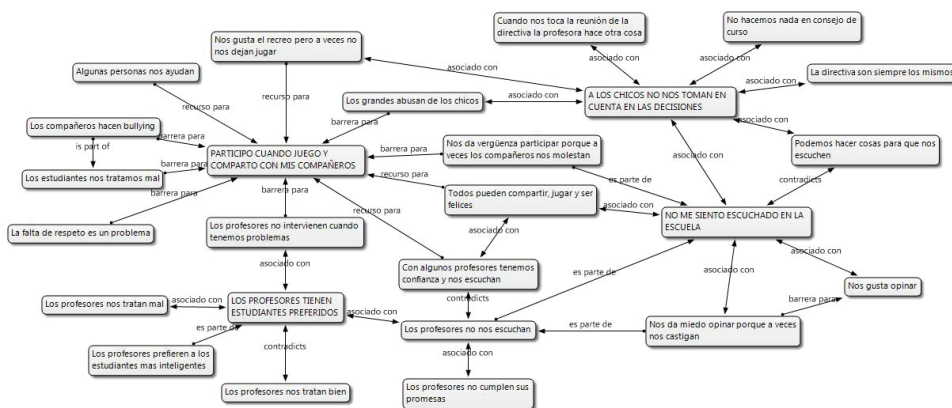 Cuando nos toca la reunión de la
directiva la profesora hace otra cosa
No hacemos nada en consejo de
curso
Nos gusta el recreo pero a veces no
nos dejan jugar
asociado con
asociado con
asociado con
Algunas personas nos ayudan
La directiva son siempre los mismos
asociado con
recurso para
recurso para
Los grandes abusan de los chicos
asociado con
A LOS CHICOS NO NOS TOMAN EN
CUENTA EN LAS DECISIONES
barrera para
asociado con
Los compañeros hacen bullying
barrera para
is part of
PARTICIPO CUANDO JUEGO Y
COMPARTO CON MIS COMPAÑEROS
barrera para
Nos da vergüenza participar porque a
veces los compañeros nos molestan
asociado con
Podemos hacer cosas para que nos
escuchen
barrera para
Los estudiantes nos tratamos mal
recurso para
contradicts
barrera para
barrera para
es parte de
Todos pueden compartir, jugar y ser
felices
asociado con
recurso para
NO ME SIENTO ESCUCHADO EN LA
ESCUELA
La falta de respeto es un problema
Los profesores no intervienen cuando
tenemos problemas
asociado con
asociado con
Con algunos profesores tenemos
confianza y nos escuchan
asociado con
es parte de
asociado con
asociado con
Nos gusta opinar
Los profesores nos tratan mal
asociado con
LOS PROFESORES TIENEN
ESTUDIANTES PREFERIDOS
contradicts
barrera para
asociado con
Los profesores no nos escuchan
es parte de
Nos da miedo opinar porque a veces
nos castigan
es parte de
contradicts
asociado con
Los profesores prefieren a los
estudiantes mas inteligentes
Los profesores nos tratan bien
Los profesores no cumplen sus
promesas